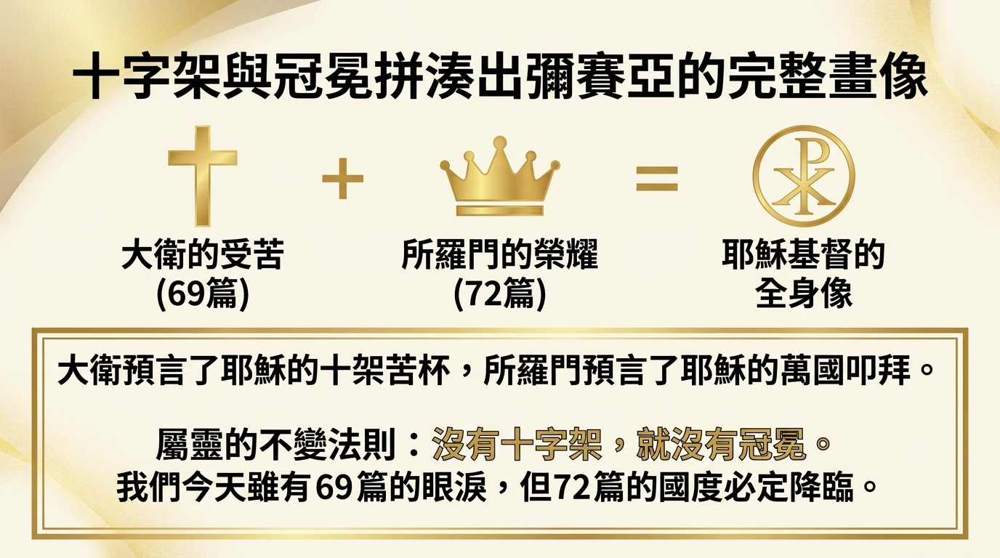 十字架與冠冕拼湊出彌賽亞的完整畫像
+
=
大衛的受苦
(69篇)
所羅門的榮耀
(72篇)
耶穌基督的
全身像
大衛預言了耶穌的十架苦杯，所羅門預言了耶穌的萬國叩拜。
屬靈的不變法則：沒有十字架，就沒有冠冕。
我們今天雖有69篇的眼淚，但72篇的國度必定降臨。